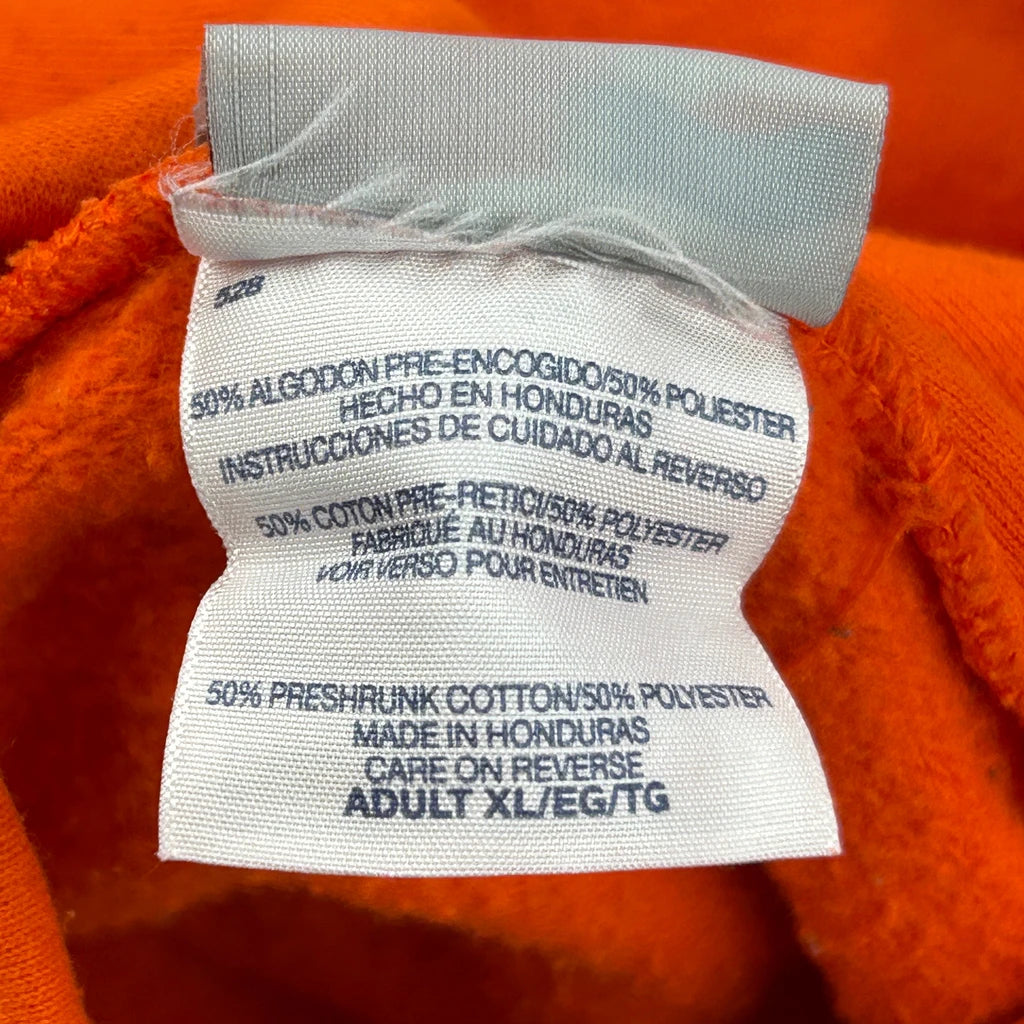 52B
50% ALGODÓN PRE-ENCOGIDO/50% POLIESTER
HECHO EN HONDURAS
INSTRUCCIONES DE CUIDADO AL REVERSO
50% COTON PRE-RETICI/50% POLYESTER
FABRIQUÉ AU HONDURAS
VOIR VERSO POUR ENTRETIEN
50% PRESHRUNK COTTON/50% POLYESTER
MADE IN HONDURAS
CARE ON REVERSE
ADULT XL/EG/TG